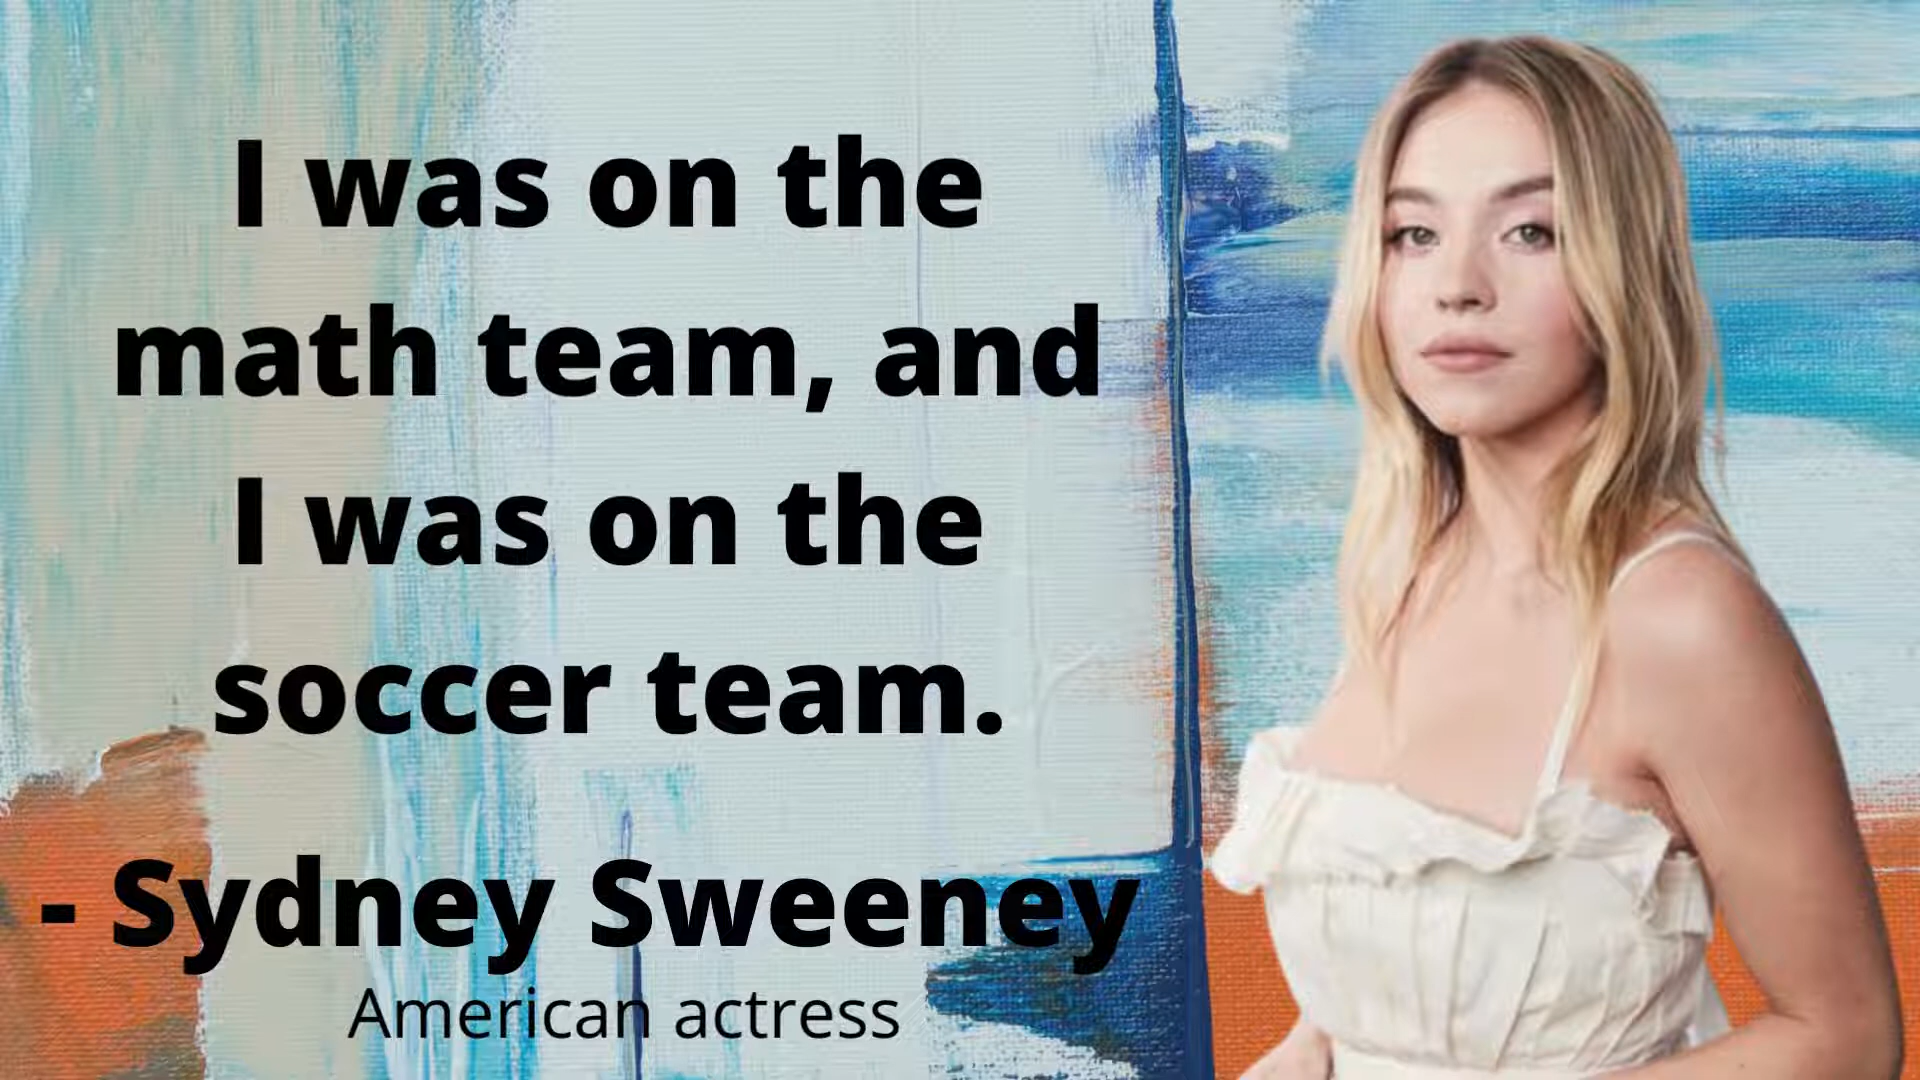 I was on the
math team, and
I was on the
soccer team.
- Sydney Sweeney
American actress